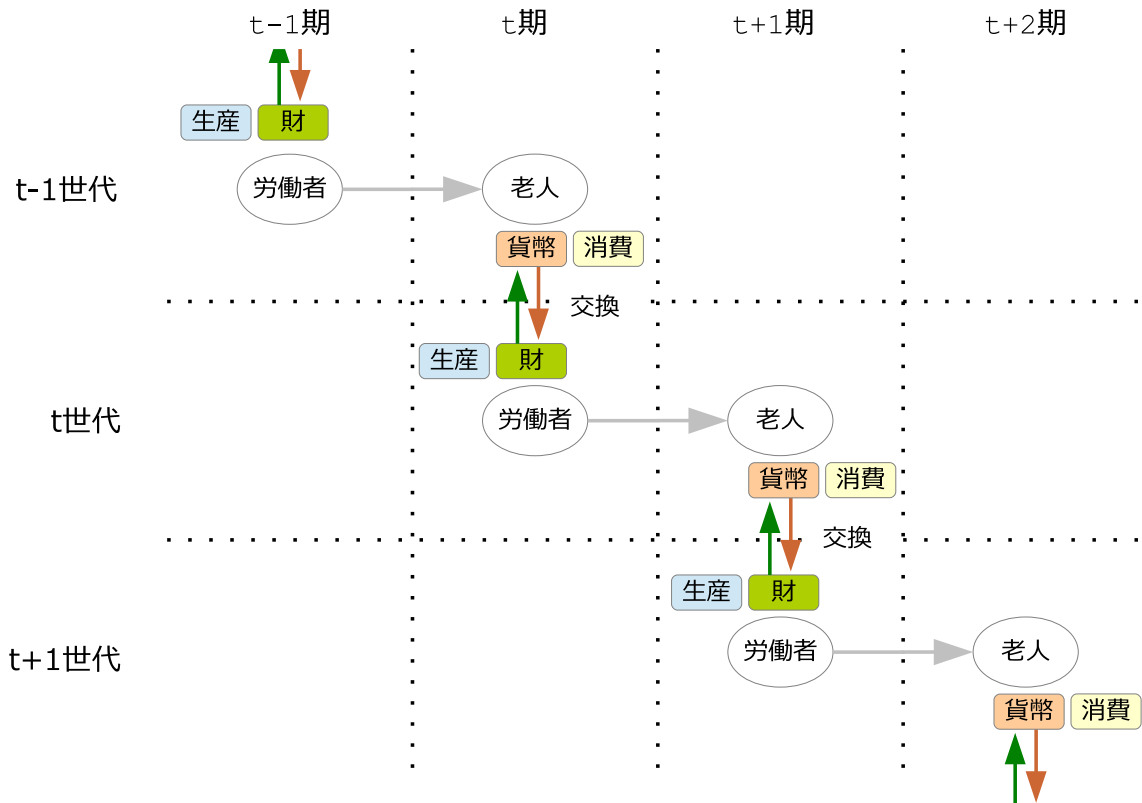 t-1期 t期 t+1期 t+2期
生産 財
t-1世代 労働者 老人
貨幣 消費
交換
生産 財
t世代 労働者 老人
貨幣 消費
交換
生産 財
t+1世代 労働者 老人
貨幣 消費